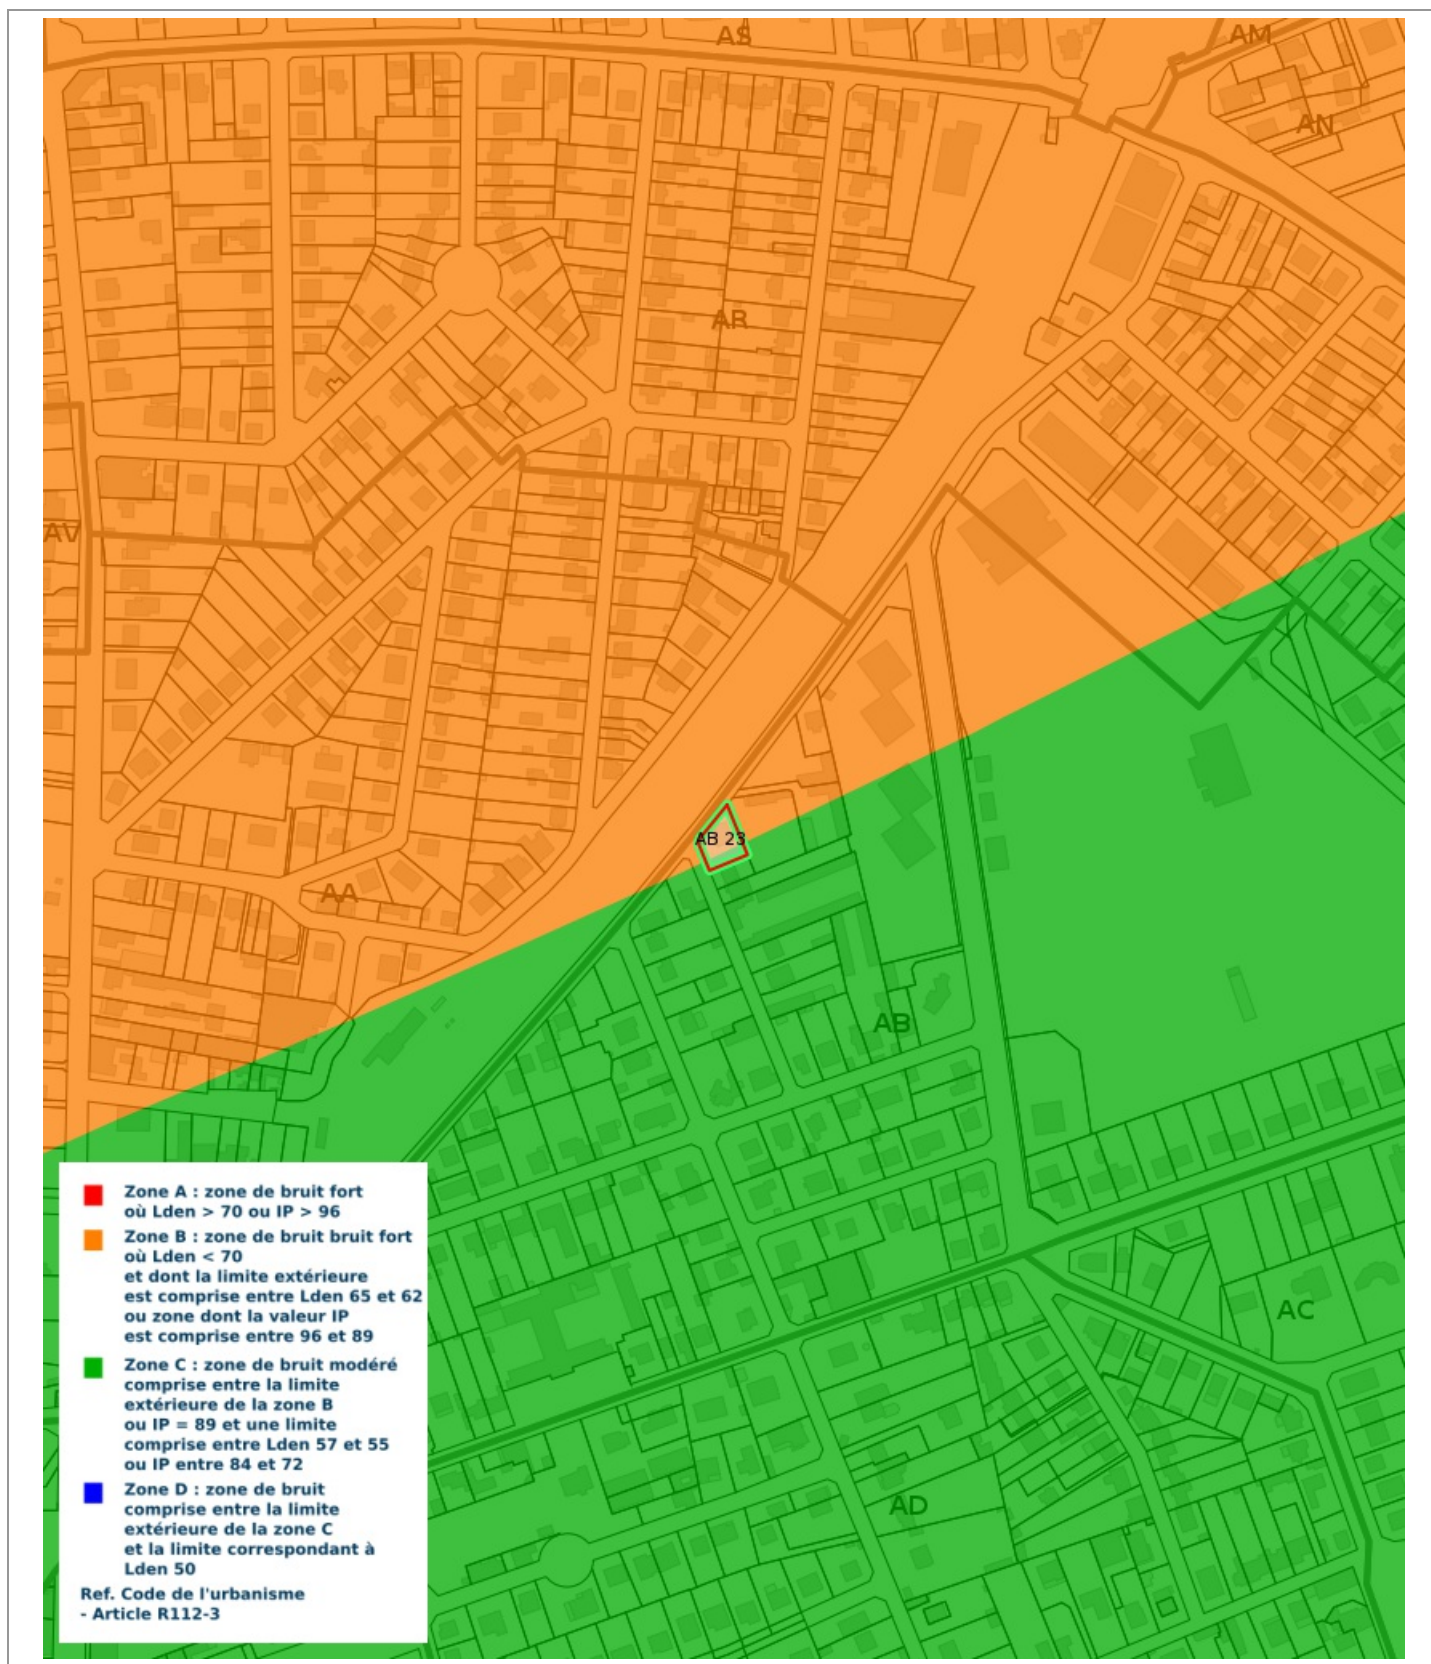 AS
AM
AN
AR
AV
AB 23
AA
AB
AC
AD
Zone A : zone de bruit fort
où Lden > 70 ou IP > 96
Zone B : zone de bruit bruit fort
où Lden < 70
et dont la limite extérieure
est comprise entre Lden 65 et 62
ou zone dont la valeur IP
est comprise entre 96 et 89
Zone C : zone de bruit modéré
comprise entre la limite
extérieure de la zone B
ou IP = 89 et une limite
comprise entre Lden 57 et 55
ou IP entre 84 et 72
Zone D : zone de bruit
comprise entre la limite
extérieure de la zone C
et la limite correspondant à
Lden 50
Ref. Code de l'urbanisme
- Article R112-3